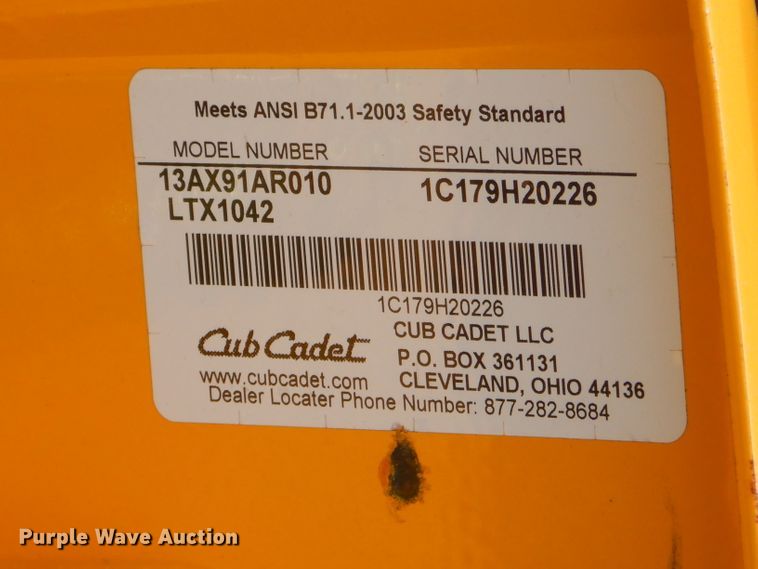 Meets ANSI B71.1-2003 Safety Standard
MODEL NUMBER SERIAL NUMBER
13AX91AR010 1C179H20226
LTX1042
1C179H20226
Cub Cadet CUB CADET LLC
P.O. BOX 361131
www.cubcadet.com CLEVELAND, OHIO 44136
Dealer Locater Phone Number: 877-282-8684
Purple Wave Auction